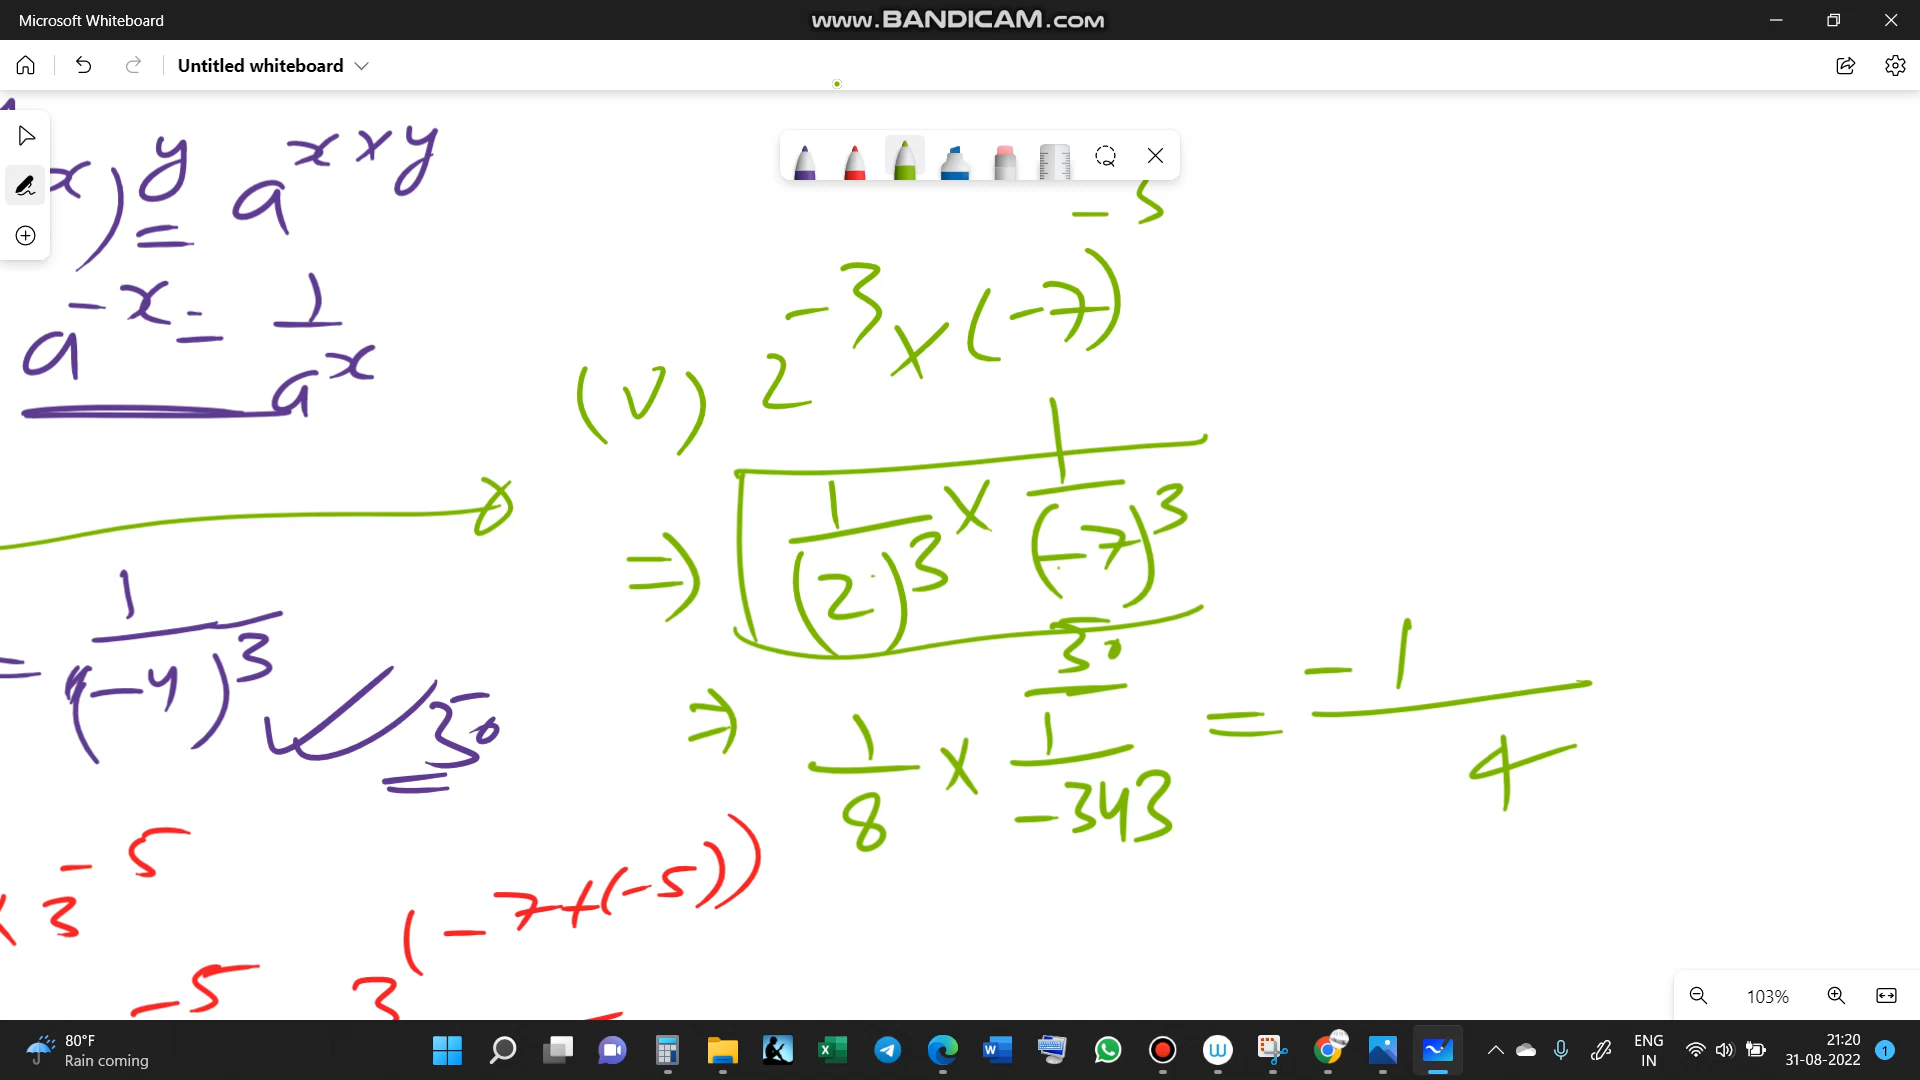 Microsoft Whiteboard
www.BANDICAM.com
Untitled whiteboard
x)^y = a^(x×y)
a^-x = 1/a^x
(V) 2^-3 × (-7)^-3
⇒ 1/(2)^3 × 1/(-7)^3
⇒ 1/8 × 1/-343 = -1/4
= 1/(-4)^3
× 3^-5
3^(-7+(-5))
-5
103%
80°F
Rain coming
ENG
IN
21:20
31-08-2022
1